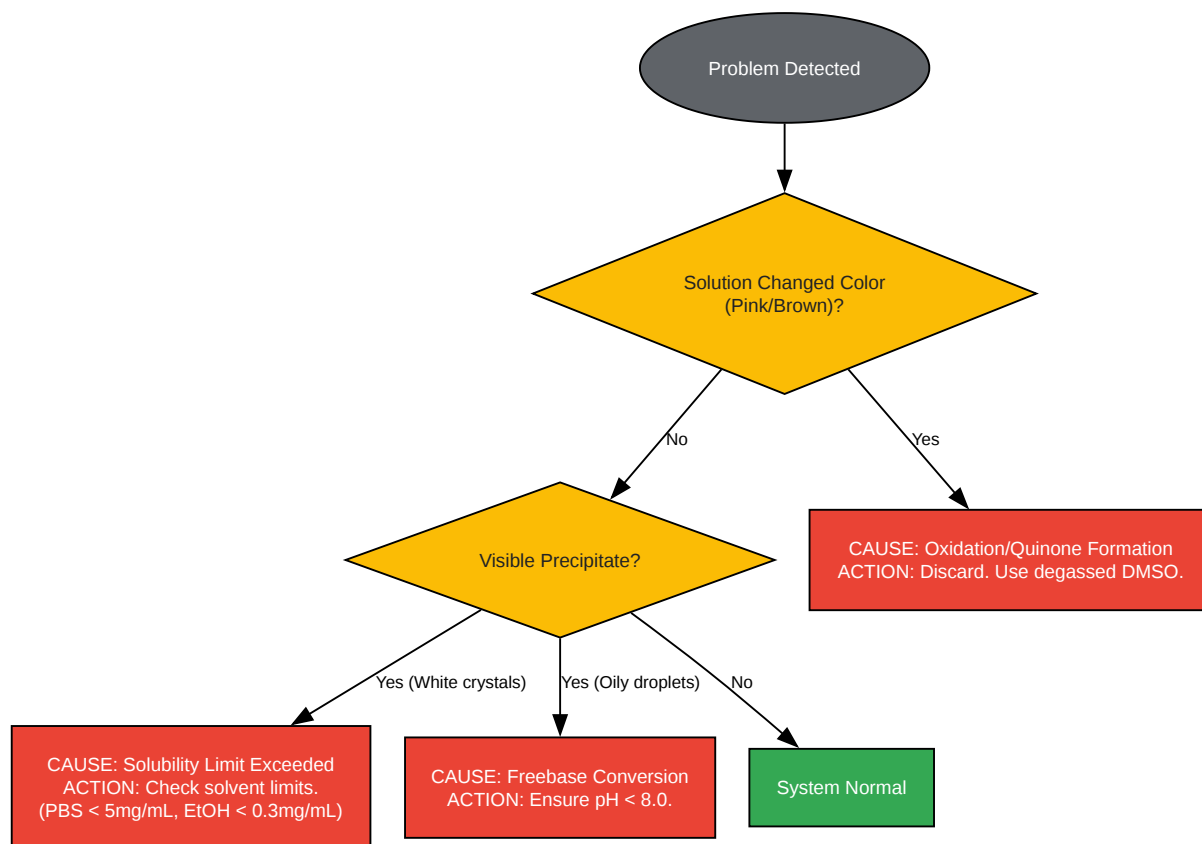 Problem Detected
Solution Changed Color
(Pink/Brown)?
No
Yes
Visible Precipitate?
CAUSE: Oxidation/Quinone Formation
ACTION: Discard. Use degassed DMSO.
Yes (White crystals)
Yes (Oily droplets)
No
CAUSE: Solubility Limit Exceeded
ACTION: Check solvent limits.
(PBS < 5mg/mL, EtOH < 0.3mg/mL)
CAUSE: Freebase Conversion
ACTION: Ensure pH < 8.0.
System Normal